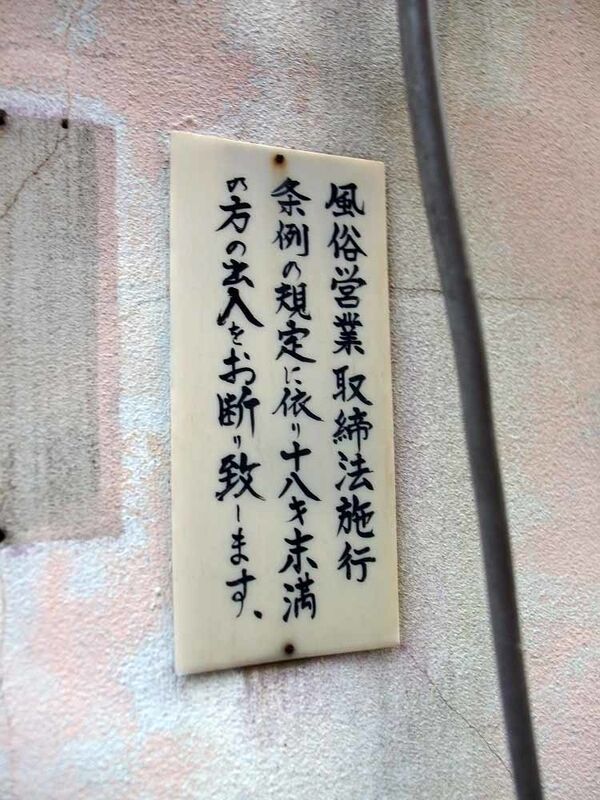 風俗営業取締法施行
条例の規定に依り十八才末満
の方の出入をお断り致します、